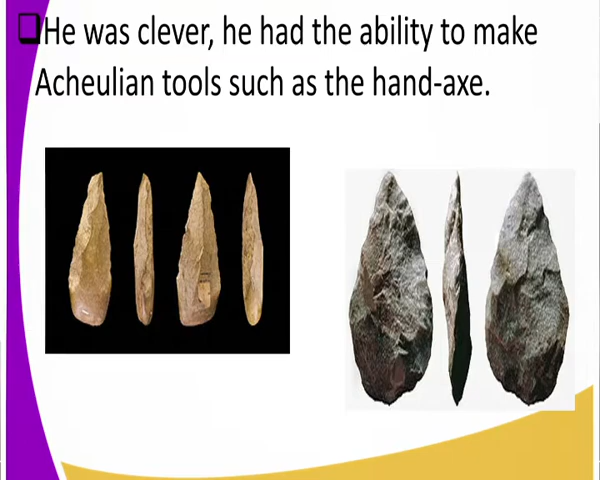 He was clever, he had the ability to make
Acheulian tools such as the hand-axe.